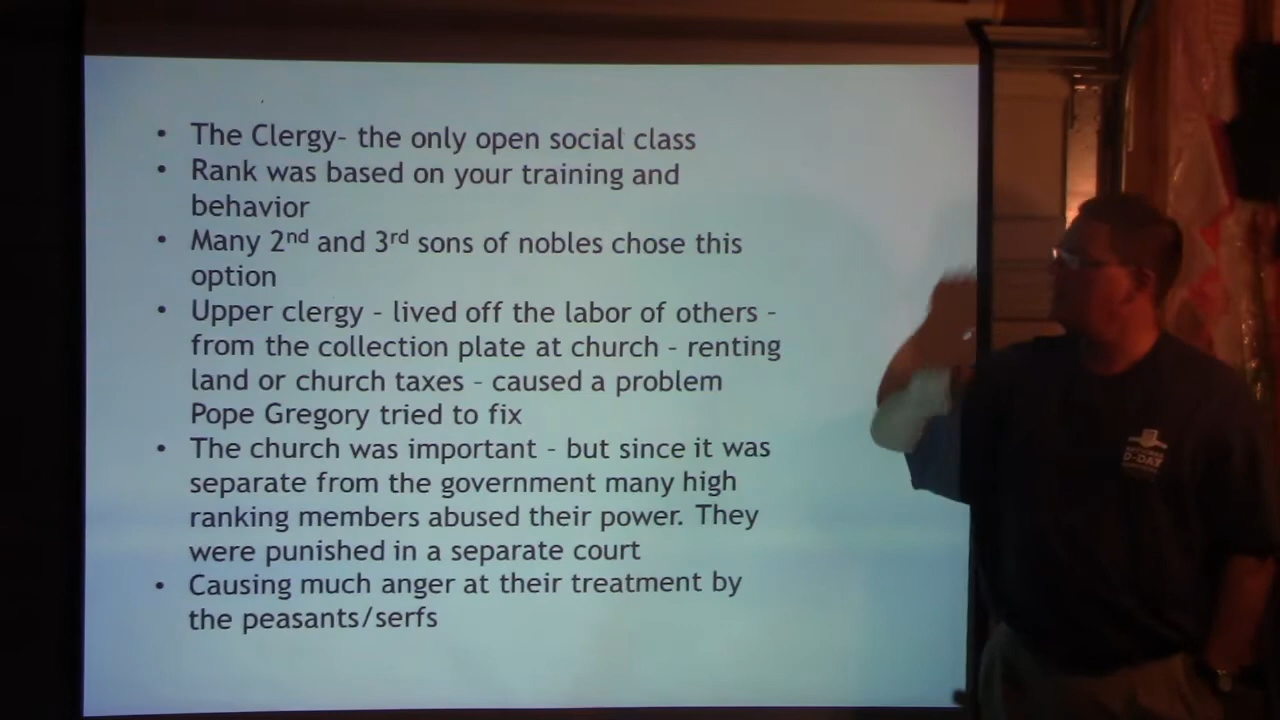 • The Clergy– the only open social class
• Rank was based on your training and
behavior
• Many 2nd and 3rd sons of nobles chose this
option
• Upper clergy – lived off the labor of others –
from the collection plate at church – renting
land or church taxes – caused a problem
Pope Gregory tried to fix
• The church was important – but since it was
separate from the government many high
ranking members abused their power. They
were punished in a separate court
• Causing much anger at their treatment by
the peasants/serfs
D-DAY